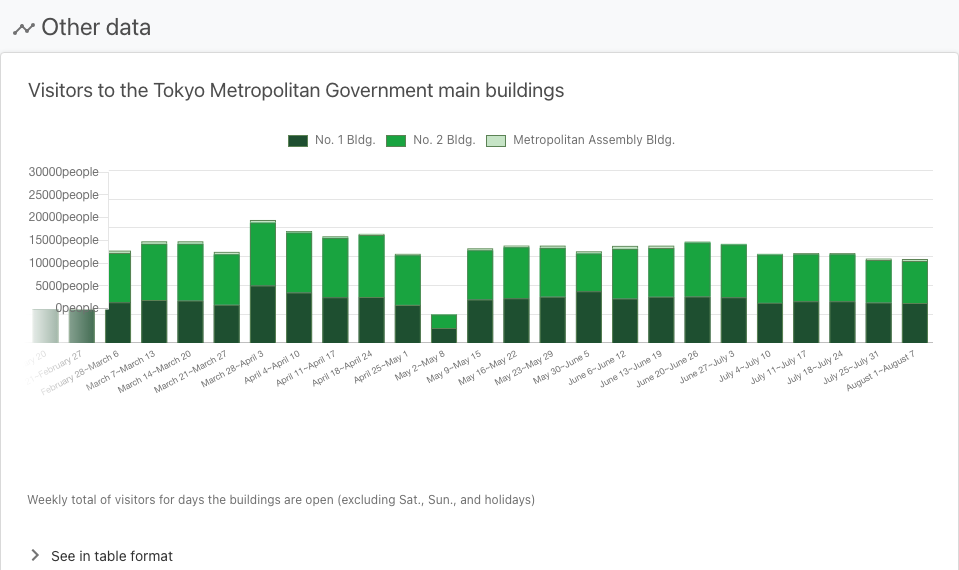 Other data
Visitors to the Tokyo Metropolitan Government main buildings
No. 1 Bldg. No. 2 Bldg. Metropolitan Assembly Bldg.
30000people
25000people
20000people
15000people
10000people
5000people
0people
20
~February 27
February 28~March 6
March 7~March 13
March 14~March 20
March 21~March 27
March 28~April 3
April 4~April 10
April 11~April 17
April 18~April 24
April 25~May 1
May 2~May 8
May 9~May 15
May 16~May 22
May 23~May 29
May 30~June 5
June 6~June 12
June 13~June 19
June 20~June 26
June 27~July 3
July 4~July 10
July 11~July 17
July 18~July 24
July 25~July 31
August 1~August 7
Weekly total of visitors for days the buildings are open (excluding Sat., Sun., and holidays)
See in table format